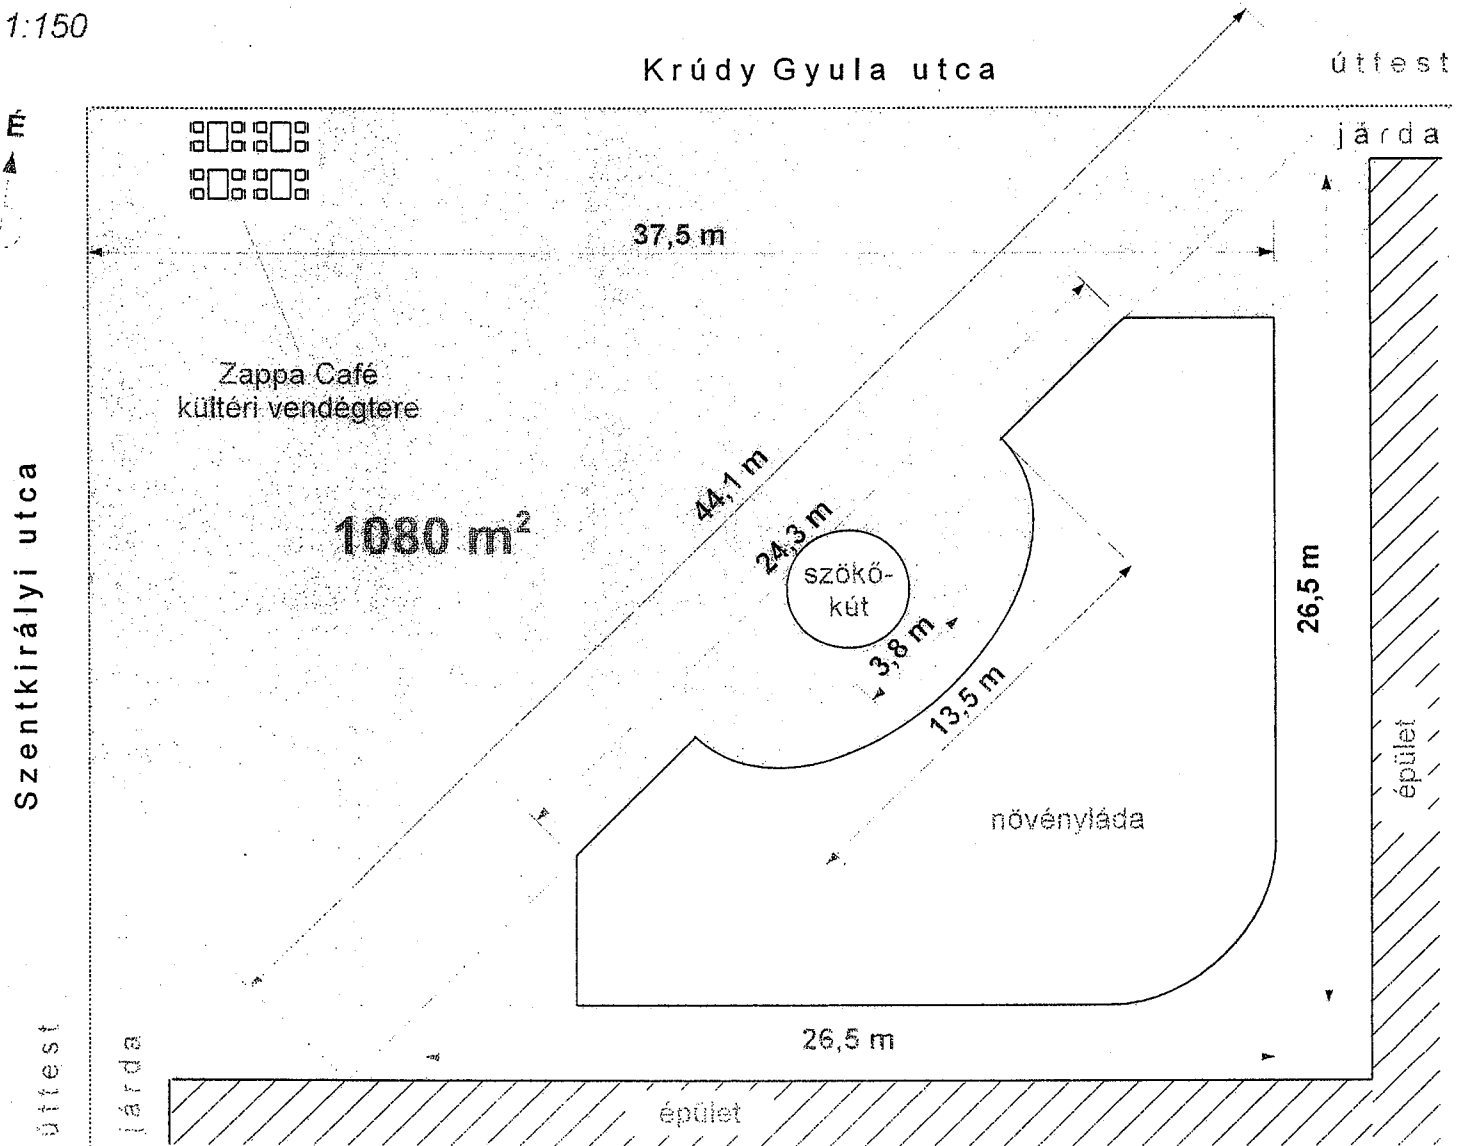 1:150
Krúdy Gyula utca
úttest
É
járda
37,5 m
Zappa Café
kültéri vendégtere
44,1 m
24,3 m
1080 m²
szökő-
kút
3,8 m
13,5 m
26,5 m
Szentkirályi utca
épület
növényláda
26,5 m
úttest
járda
épület